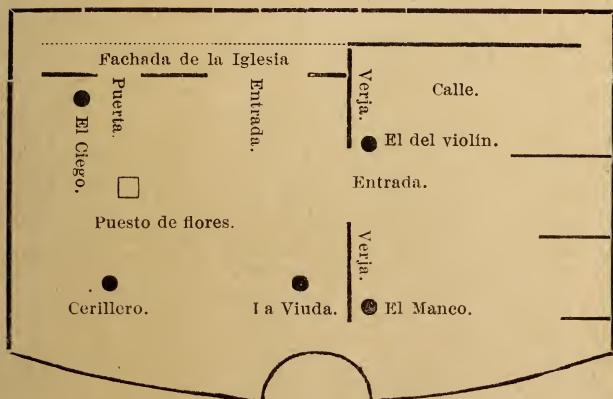 Fachada de la Iglesia
Puerta.
Entrada.
Verja.
Calle.
El Ciego.
El del violín.
Entrada.
Puesto de flores.
Verja.
Cerillero.
La Viuda.
El Manco.